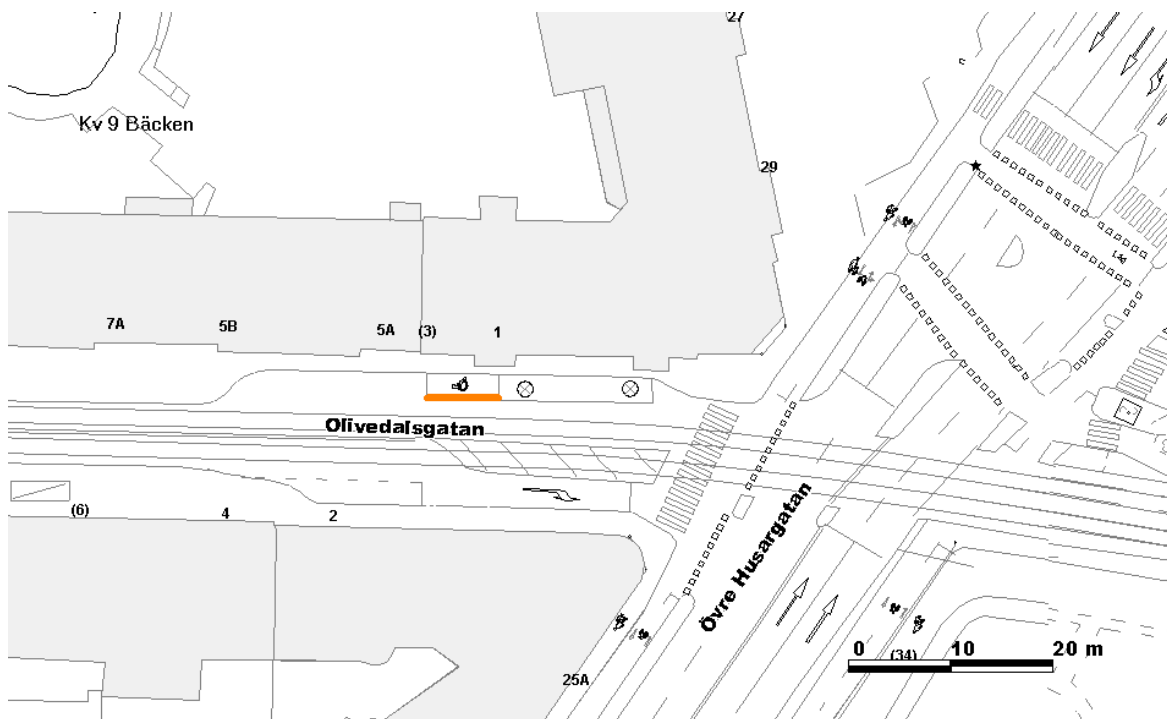 27
Kv 9 Bäcken
29
7A
5B
5A
(3)
1
Olivedalsgatan
(6)
4
2
Övre Husargatan
0 10 20 m
(34)
25A